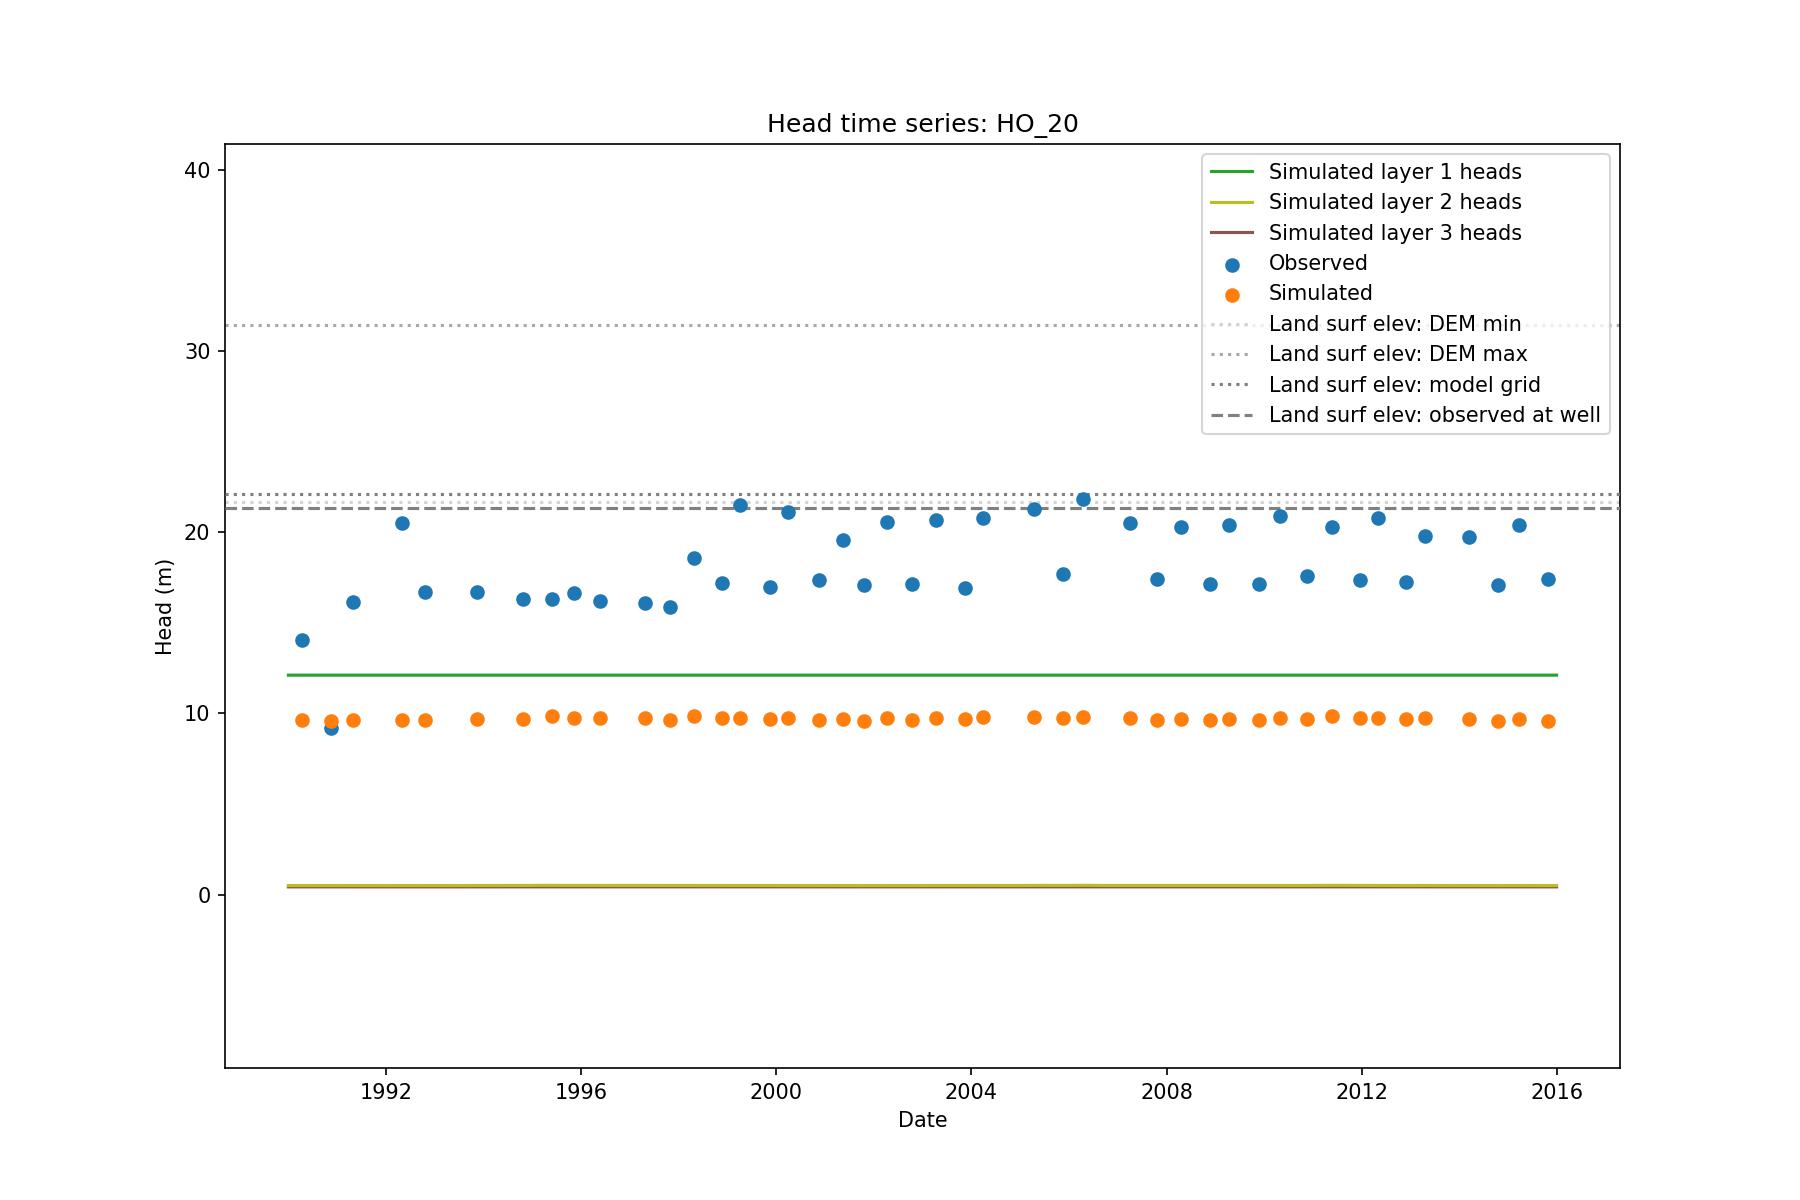 Head time series: HO_20
40
30
20
10
0
Head (m)
Simulated layer 1 heads
Simulated layer 2 heads
Simulated layer 3 heads
Observed
Simulated
Land surf elev: DEM min
Land surf elev: DEM max
Land surf elev: model grid
Land surf elev: observed at well
1992 1996 2000 2004 2008 2012 2016
Date